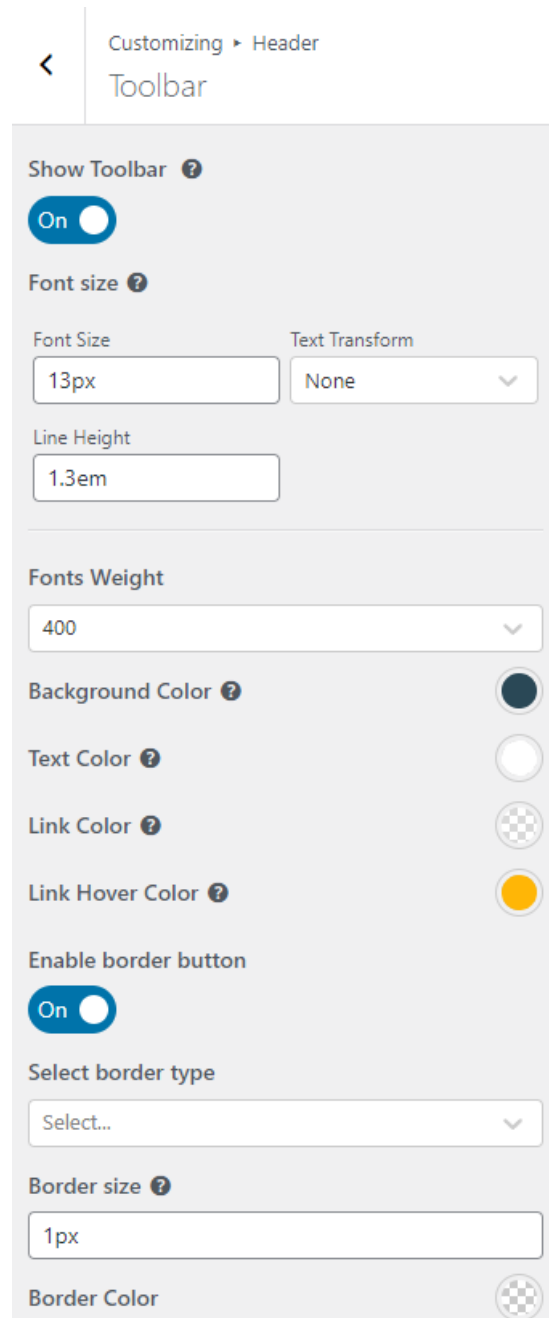 Customizing ▸ Header
Toolbar
Show Toolbar ?
On
Font size ?
Font Size Text Transform
13px None
Line Height
1.3em
Fonts Weight
400
Background Color ?
Text Color ?
Link Color ?
Link Hover Color ?
Enable border button
On
Select border type
Select...
Border size ?
1px
Border Color